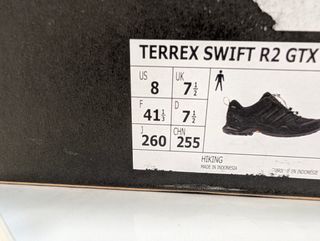 TERREX SWIFT R2 GTX
US UK
8 7½
F D
41⅓ 7½
J CHN
260 255
HIKING
MADE IN INDONESIA